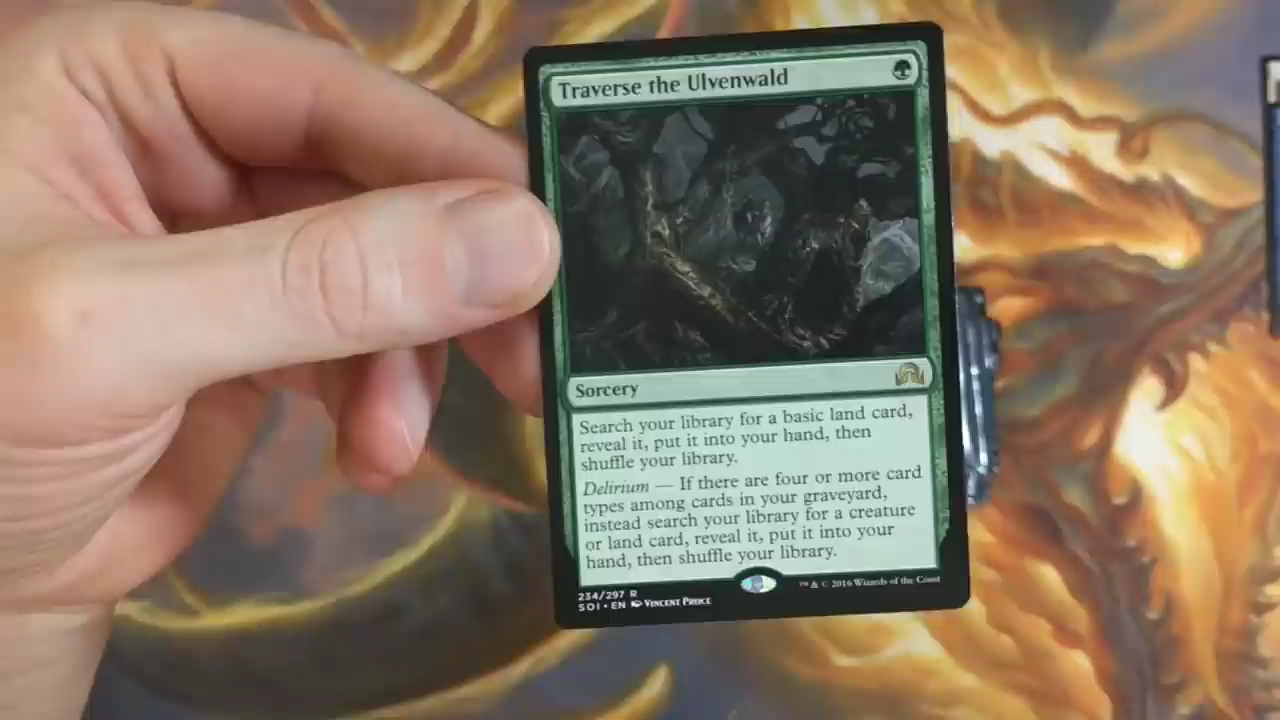 Traverse the Ulvenwald
Sorcery
Search your library for a basic land card,
reveal it, put it into your hand, then
shuffle your library.
Delirium — If there are four or more card
types among cards in your graveyard,
instead search your library for a creature
or land card, reveal it, put it into your
hand, then shuffle your library.
234/297 R
SOI • EN Vincent Proce
™ & © 2016 Wizards of the Coast